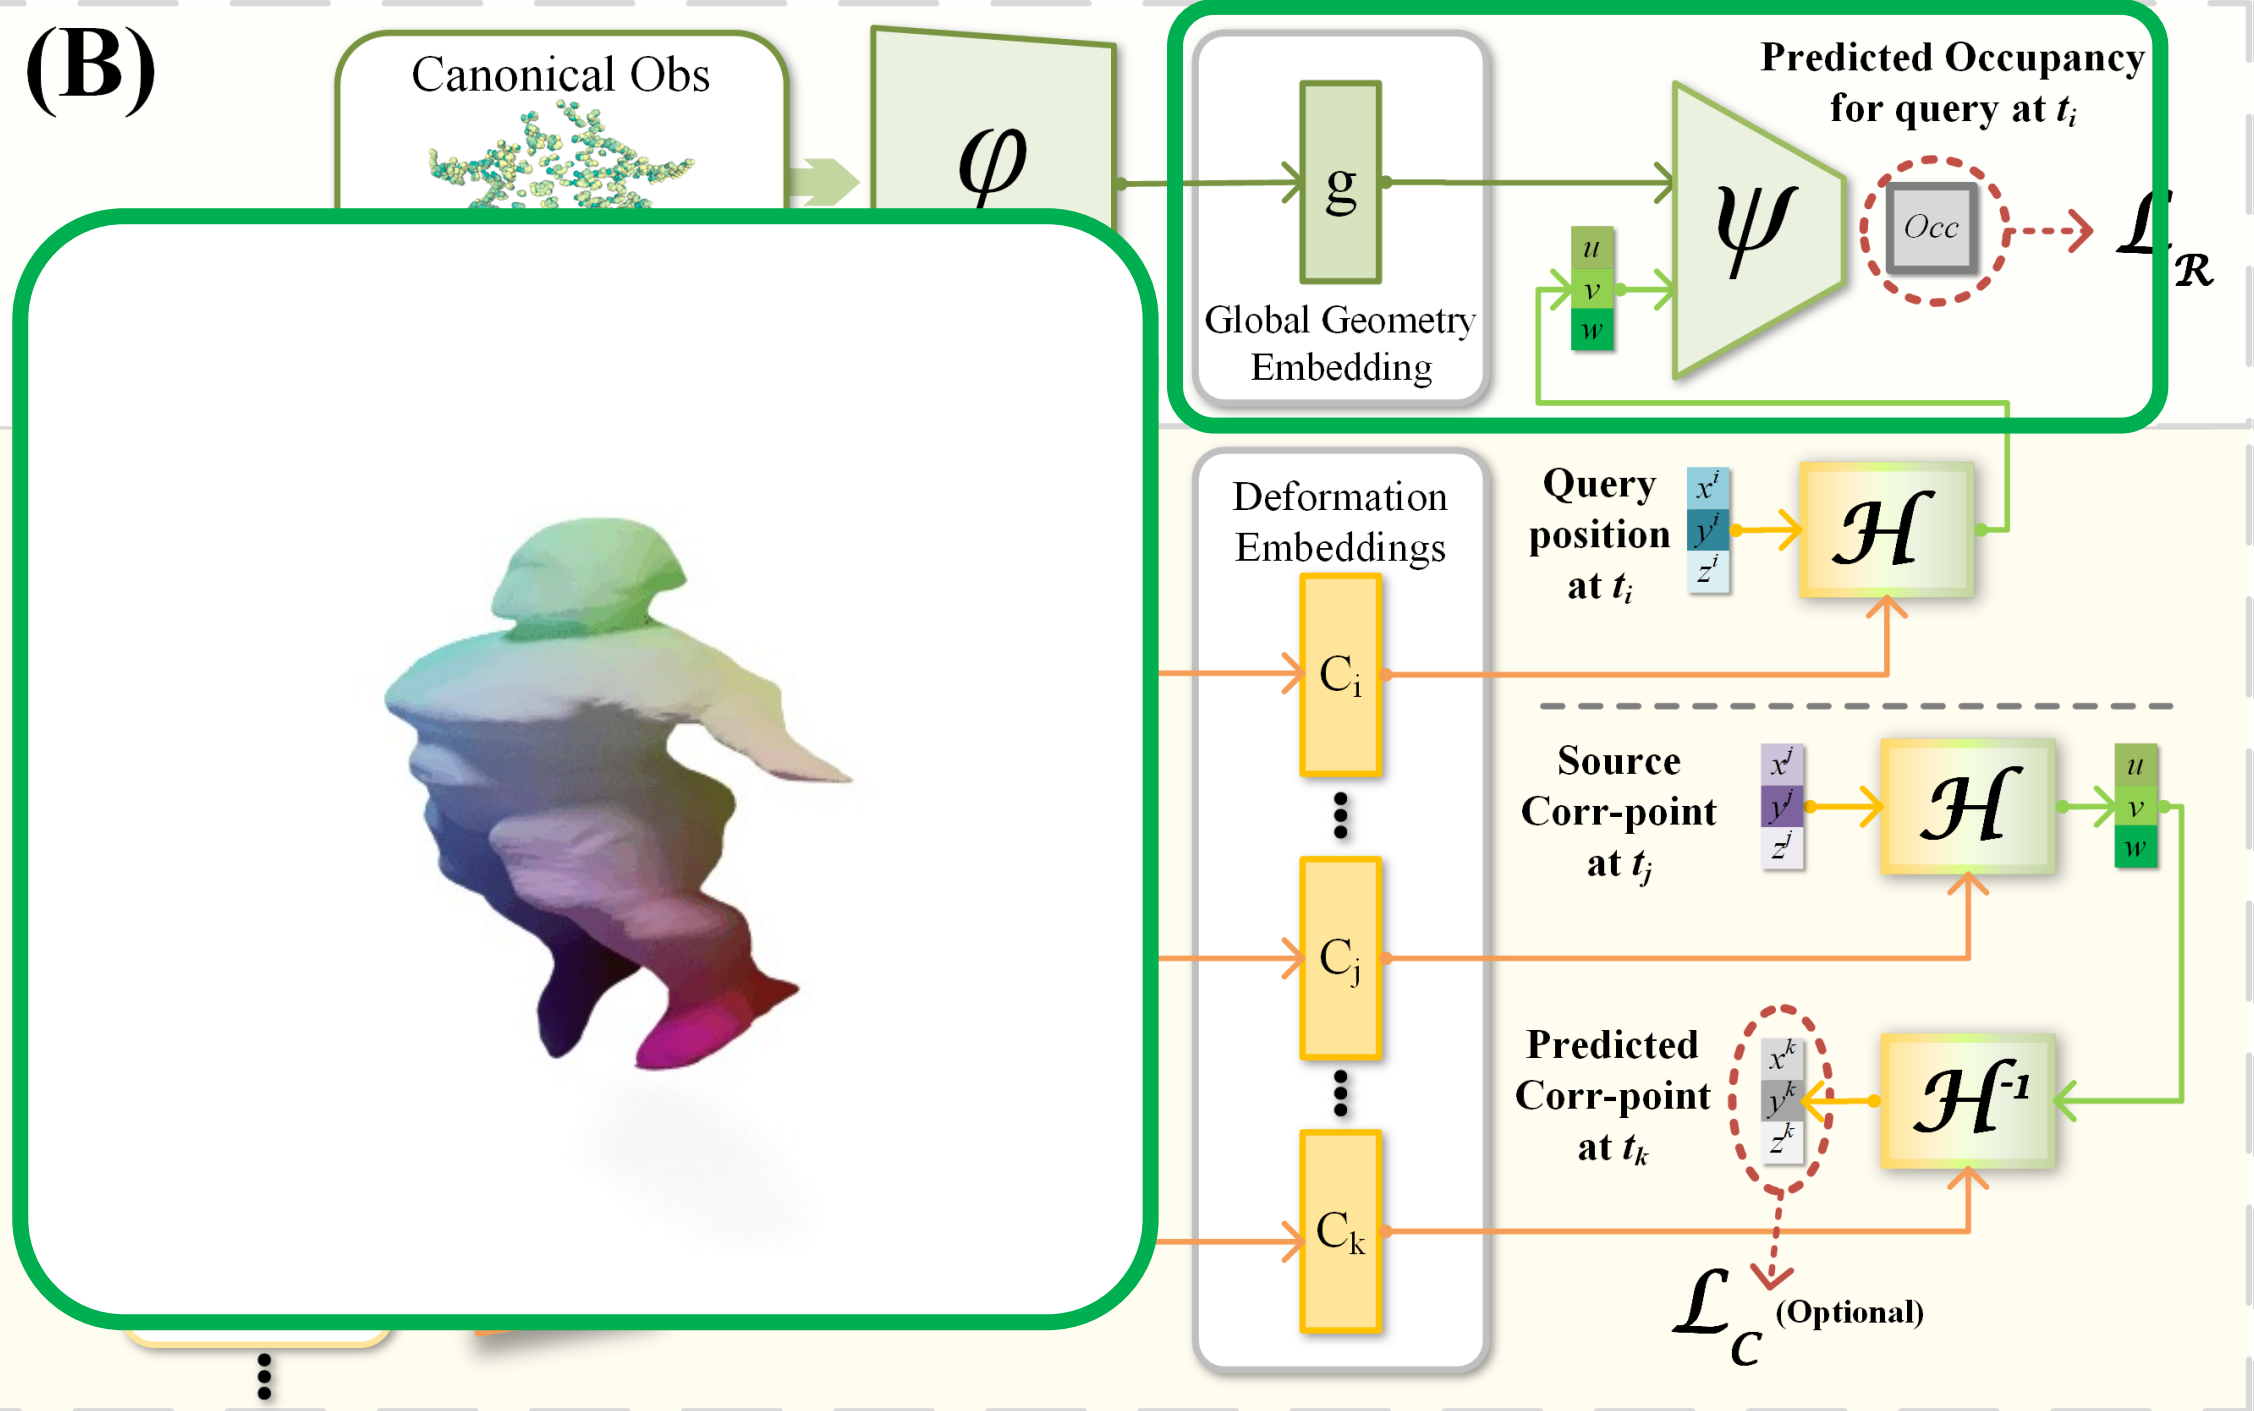 (B)
Canonical Obs
φ
g
Global Geometry
Embedding
u
v
w
ψ
Predicted Occupancy
for query at tᵢ
Occ
ℒ_R
Deformation
Embeddings
Cᵢ
Cⱼ
Cₖ
Query
position
at tᵢ
xⁱ
yⁱ
zⁱ
ℋ
Source
Corr-point
at tⱼ
xʲ
yʲ
zʲ
ℋ
u
v
w
Predicted
Corr-point
at tₖ
xᵏ
yᵏ
zᵏ
ℋ⁻¹
ℒ_C (Optional)